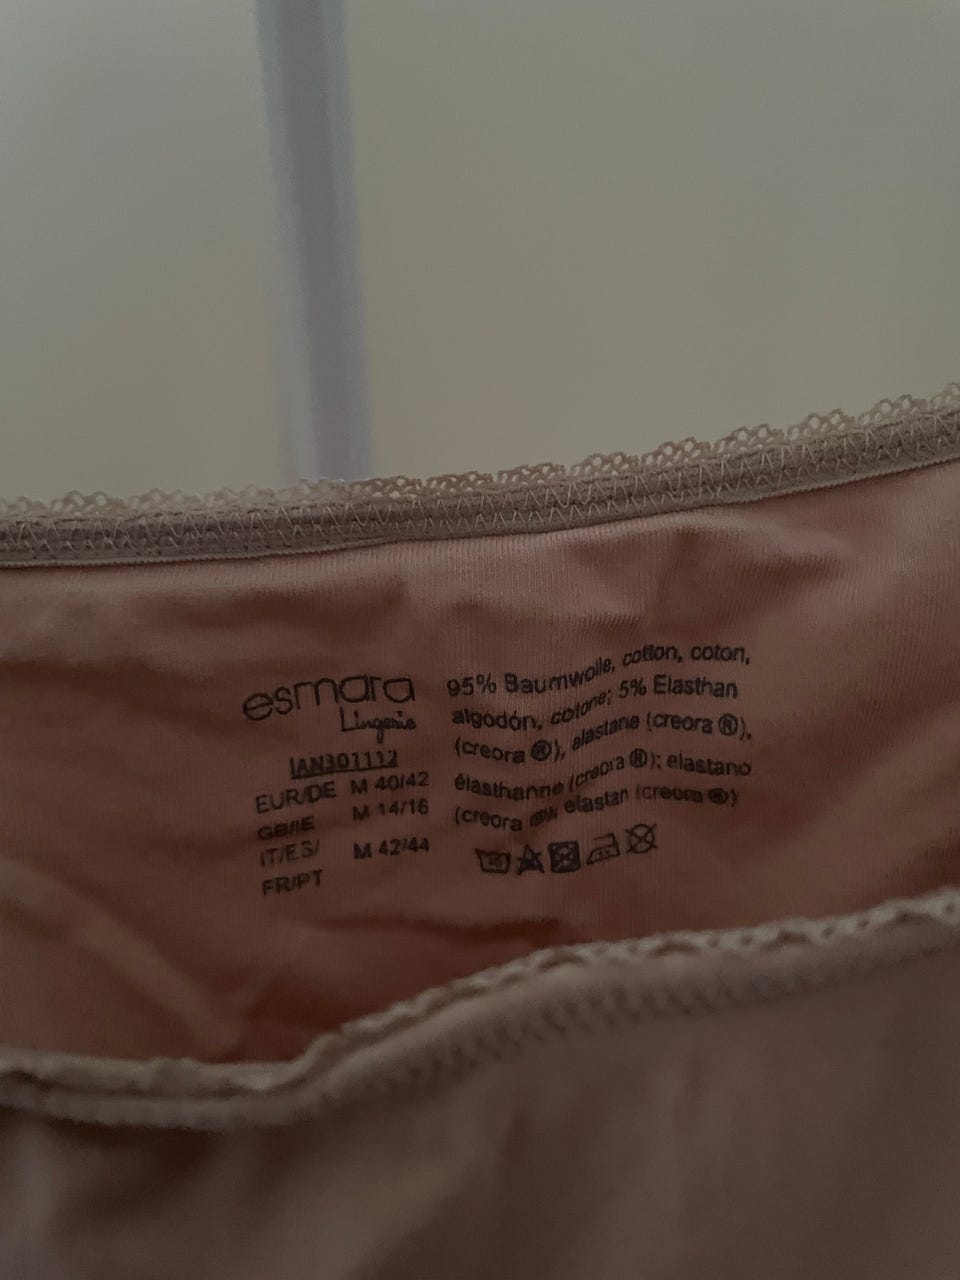 esmara
Lingerie
IAN301112
EUR/DE M 40/42
GB/IE M 14/16
IT/ES/ M 42/44
FR/PT
95% Baumwolle, cotton, coton,
algodón, cotone; 5% Elasthan
(creora ®), elastane (creora ®),
élasthanne (creora ®); elastano
(creora ®)/ elastan (creora ®)